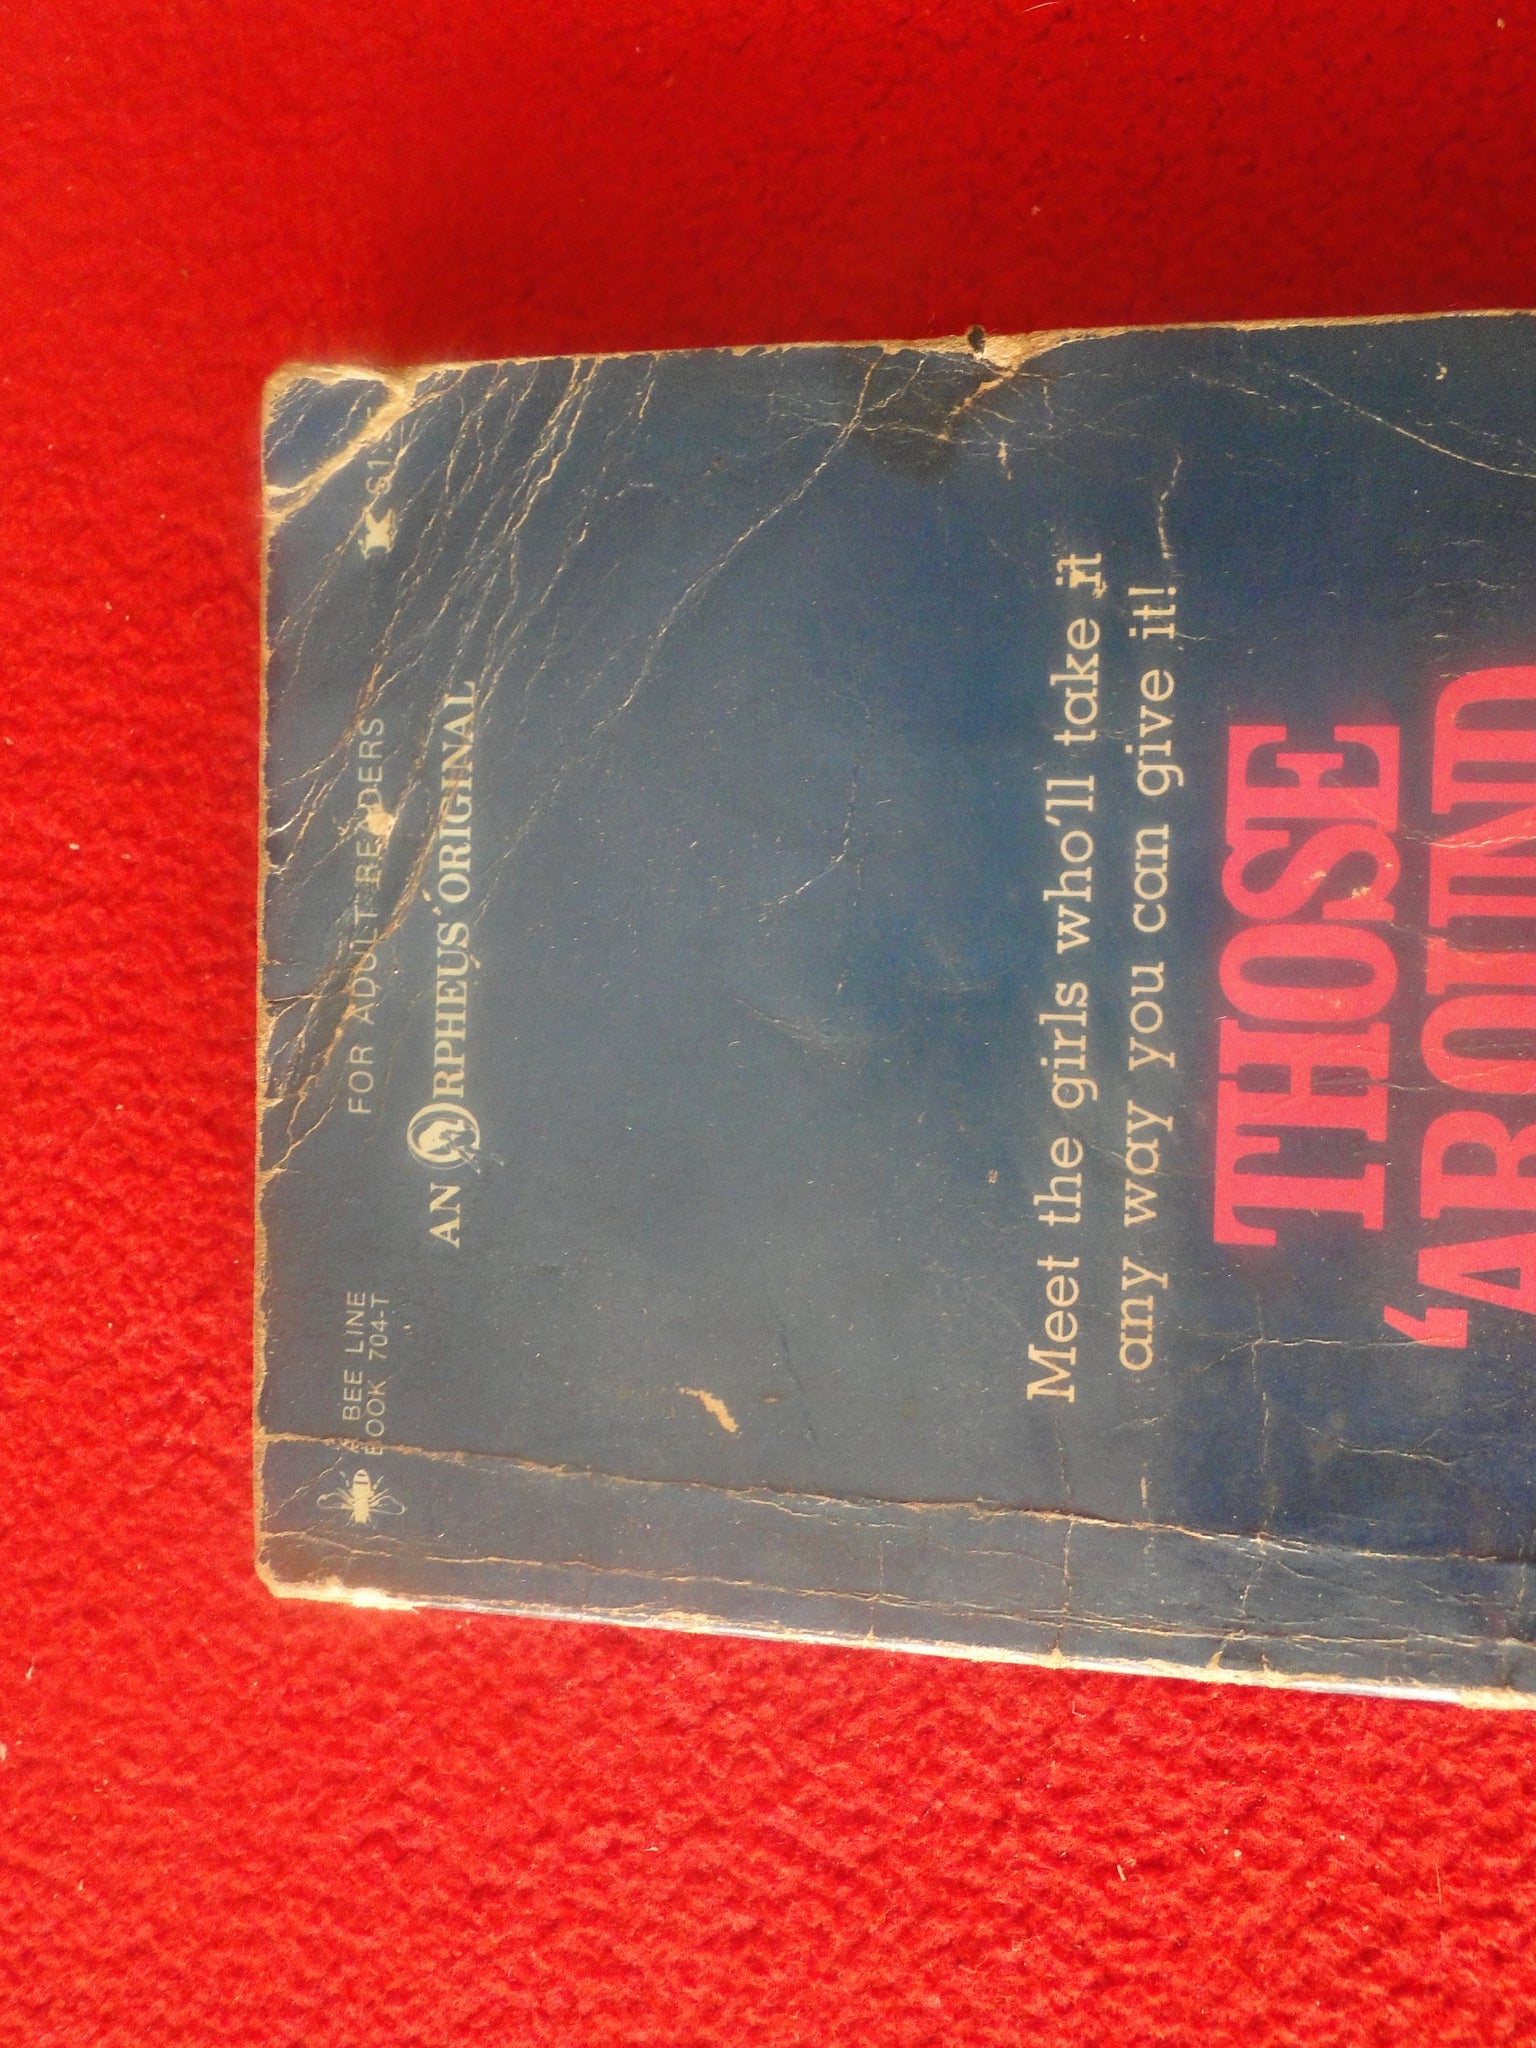 A BEE LINE
BOOK 704-T
FOR ADULT READERS
K
AN ORPHEUS ORIGINAL
Meet the girls who'll take it
any way you can give it!
THOSE
'AROUND